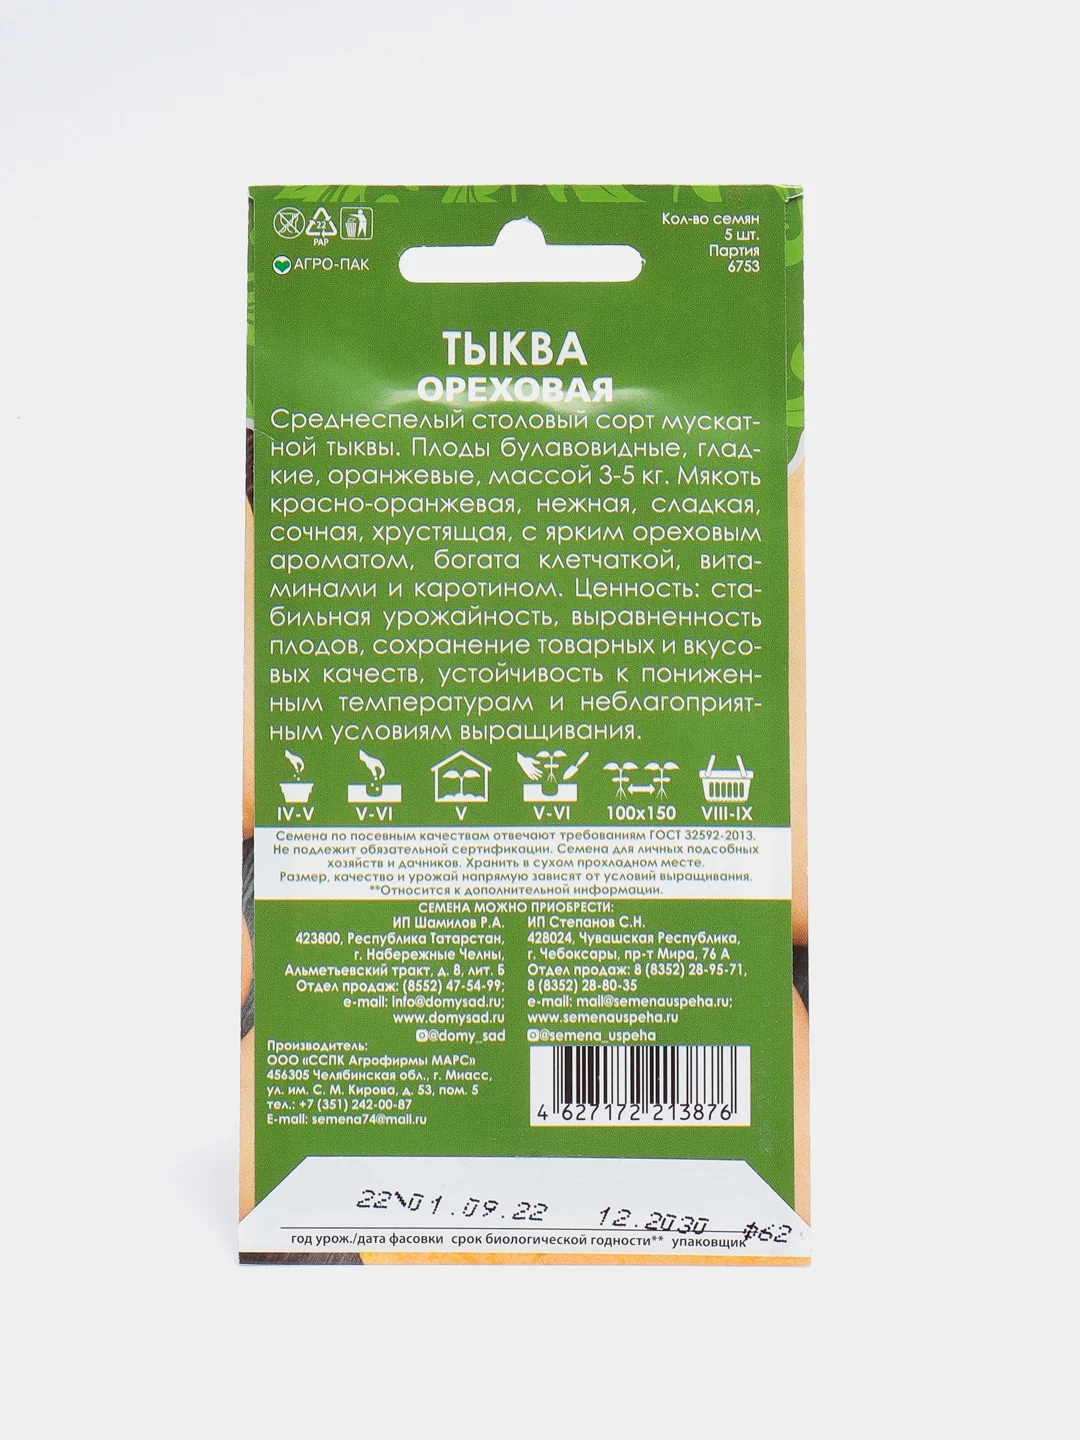 Кол-во семян
5 шт.
Партия
6753
22
PAP
АГРО-ПАК
ТЫКВА
ОРЕХОВАЯ
Среднеспелый столовый сорт мускат-
ной тыквы. Плоды булавовидные, глад-
кие, оранжевые, массой 3-5 кг. Мякоть
красно-оранжевая, нежная, сладкая,
сочная, хрустящая, с ярким ореховым
ароматом, богата клетчаткой, вита-
минами и каротином. Ценность: ста-
бильная урожайность, выравненность
плодов, сохранение товарных и вкусо-
вых качеств, устойчивость к понижен-
ным температурам и неблагоприят-
ным условиям выращивания.
IV-V V-VI V V-VI 100x150 VIII-IX
Семена по посевным качествам отвечают требованиям ГОСТ 32592-2013.
Не подлежит обязательной сертификации. Семена для личных подсобных
хозяйств и дачников. Хранить в сухом прохладном месте.
Размер, качество и урожай напрямую зависят от условий выращивания.
**Относится к дополнительной информации.
СЕМЕНА МОЖНО ПРИОБРЕСТИ:
ИП Шамилов Р.А.
423800, Республика Татарстан,
г. Набережные Челны,
Альметьевский тракт, д. 8, лит. Б
Отдел продаж: (8552) 47-54-99;
e-mail: info@domysad.ru;
www.domysad.ru
@domy_sad
ИП Степанов С.Н.
428024, Чувашская Республика,
г. Чебоксары, пр-т Мира, 76 А
Отдел продаж: 8 (8352) 28-95-71,
8 (8352) 28-80-35
e-mail: mail@semenauspeha.ru;
www.semenauspeha.ru
@semena_uspeha
Производитель:
ООО «ССПК Агрофирмы МАРС»
456305 Челябинская обл., г. Миасс,
ул. им. С. М. Кирова, д. 53, пом. 5
тел.: +7 (351) 242-00-87
E-mail: semena74@mail.ru
4 627172 213876
22\01.09.22 12.2030 ф62
год урож./дата фасовки срок биологической годности** упаковщик